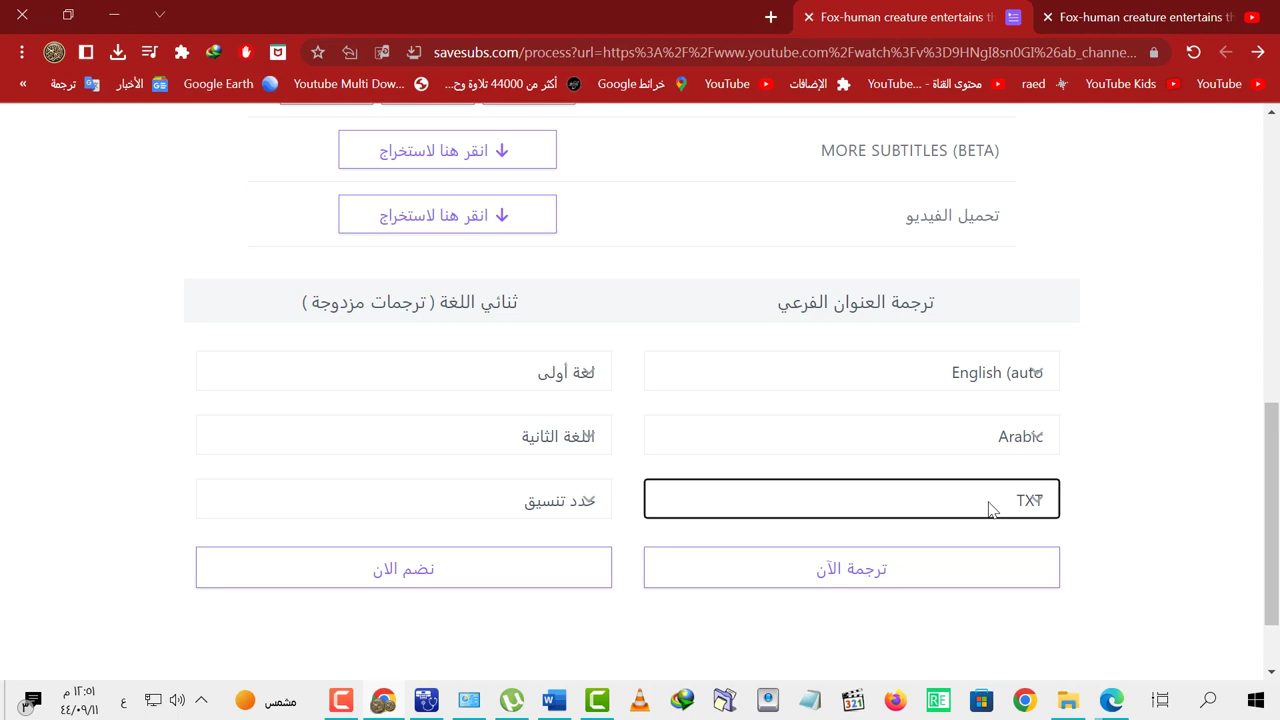 Fox-human creature entertains th
Fox-human creature entertains th
savesubs.com/process?url=https%3A%2F%2Fwww.youtube.com%2Fwatch%3Fv%3D9HNgI8sn0GI%26ab_channe...
YouTube
YouTube Kids
raed
محتوى القناة - YouTube...
الإضافات
YouTube
خرائط Google
أكثر من 44000 تلاوة وح...
Youtube Multi Dow...
Google Earth
الأخبار
ترجمة
»
MORE SUBTITLES (BETA)
انقر هنا لاستخراج
تحميل الفيديو
انقر هنا لاستخراج
ترجمة العنوان الفرعي
ثنائي اللغة ( ترجمات مزدوجة )
English (auto
لغة أولى
Arabic
اللغة الثانية
TXT
حدد تنسيق
ترجمة الآن
نضم الان
321
RE
مشمس
ع
١٢:٥١ م
٤٤/٠٩/١١